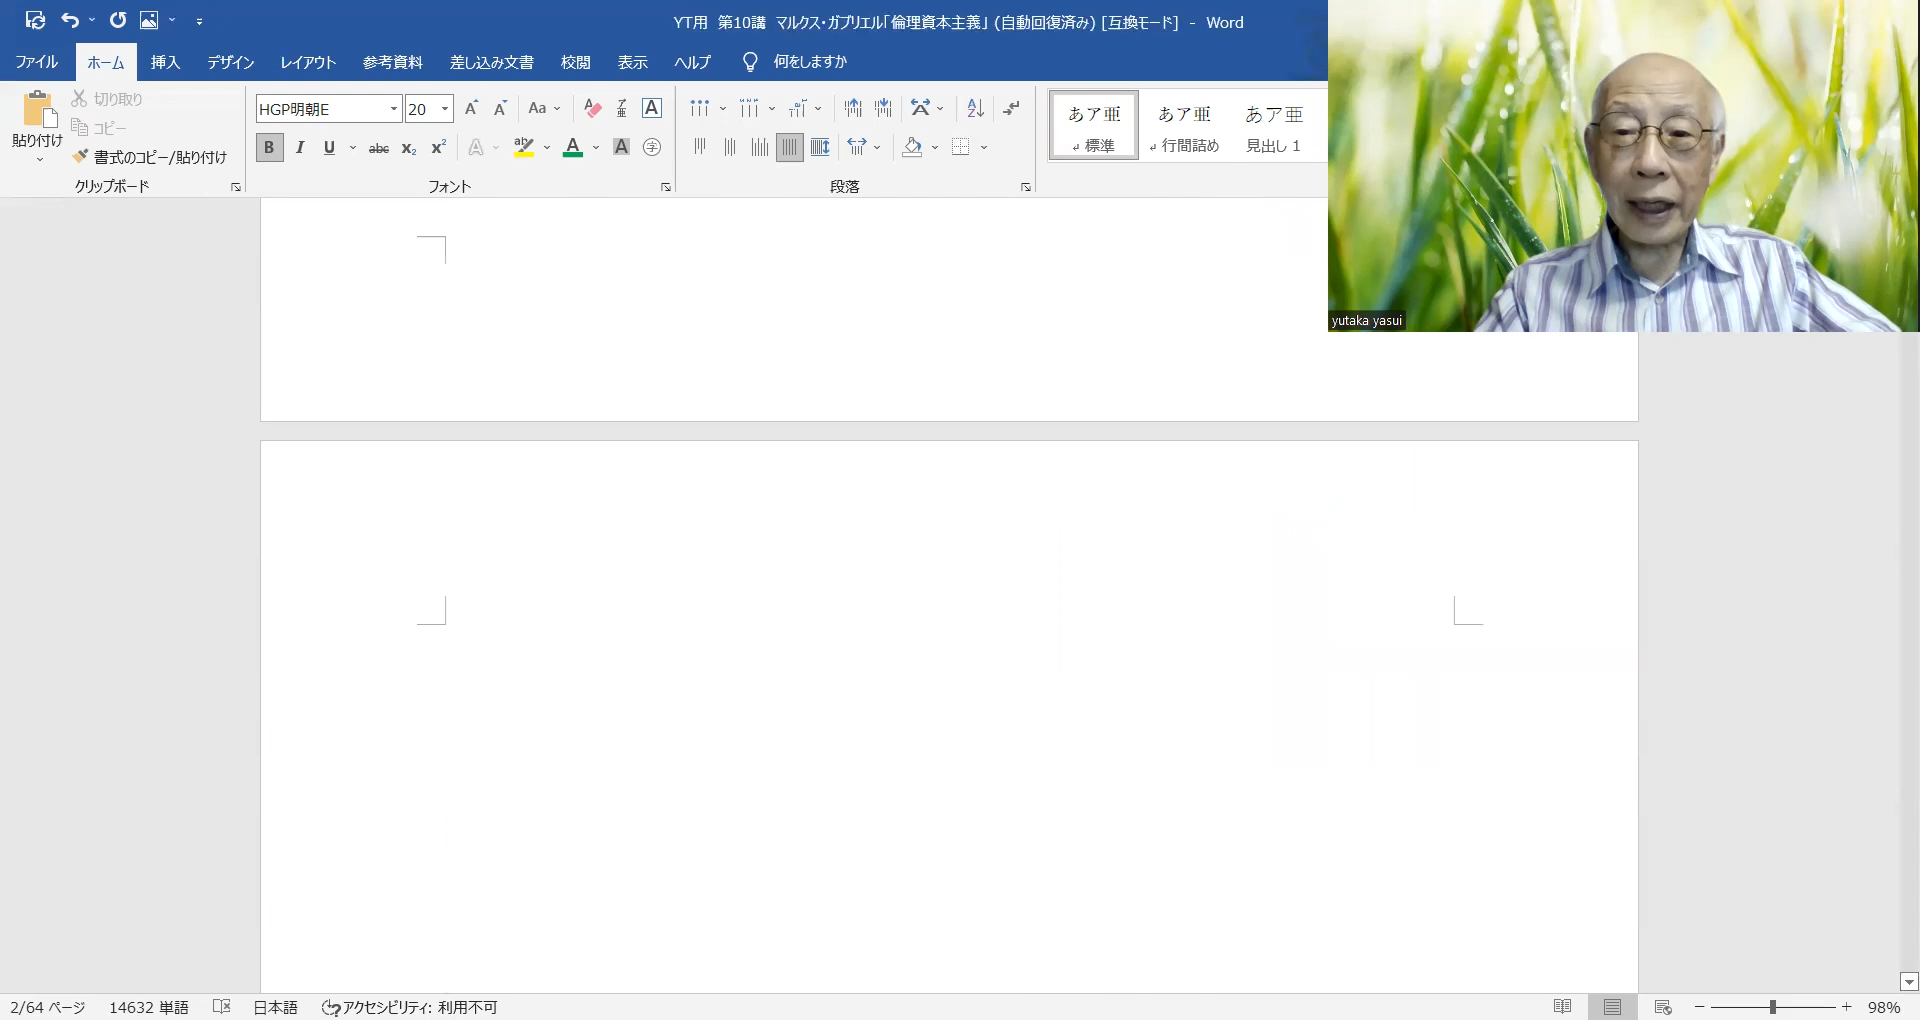 YT用 第10講 マルクス・ガブリエル「倫理資本主義」 (自動回復済み) [互換モード] - Word
ファイル ホーム 挿入 デザイン レイアウト 参考資料 差し込み文書 校閲 表示 ヘルプ 何をしますか
貼り付け
切り取り
コピー
書式のコピー/貼り付け
クリップボード
HGP明朝E 20 Aa A
B I U abc x₂ x² A aby A A 字
フォント
段落
あア亜 標準
あア亜 行間詰め
あア亜 見出し 1
yutaka yasui
2/64 ページ 14632 単語 日本語 アクセシビリティ: 利用不可 98%